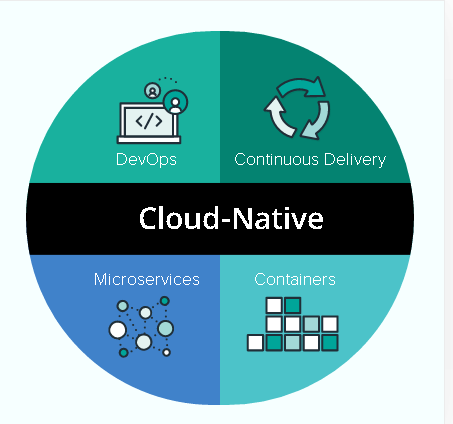 </>
DevOps
Continuous Delivery
Cloud-Native
Microservices
Containers